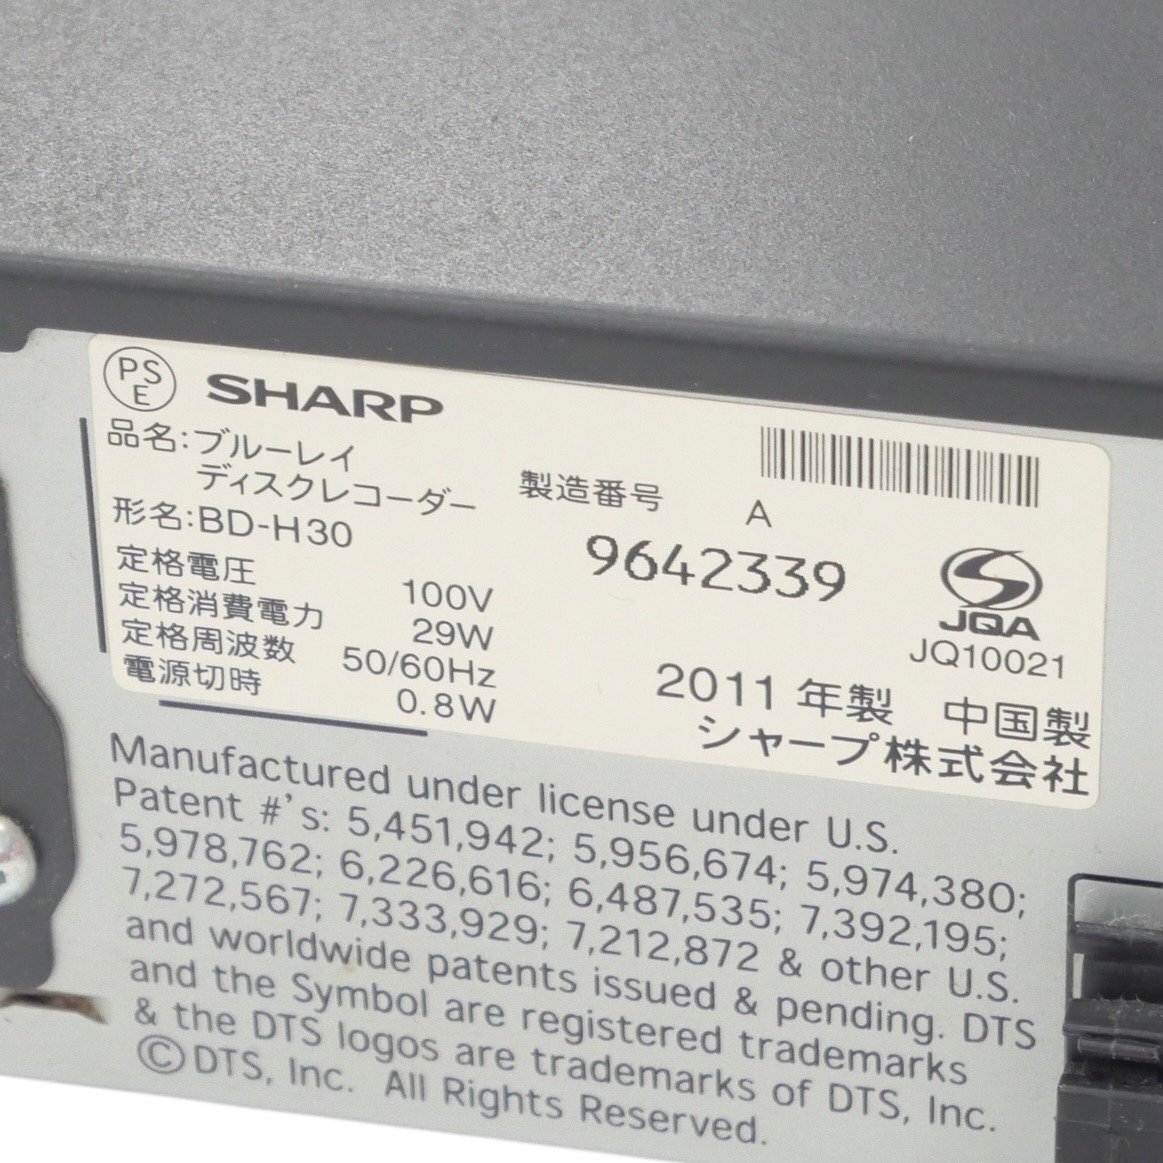 PSE SHARP
品名:ブルーレイ
ディスクレコーダー
形名:BD-H30
定格電圧 100V
定格消費電力 29W
定格周波数 50/60Hz
電源切時 0.8W
製造番号 A
9642339
JQA
JQ10021
2011 年製 中国製
シャープ株式会社
Manufactured under license under U.S.
Patent #'s: 5,451,942; 5,956,674; 5,974,380;
5,978,762; 6,226,616; 6,487,535; 7,392,195;
7,272,567; 7,333,929; 7,212,872 & other U.S.
and worldwide patents issued & pending. DTS
and the Symbol are registered trademarks
& the DTS logos are trademarks of DTS, Inc.
©DTS, Inc. All Rights Reserved.